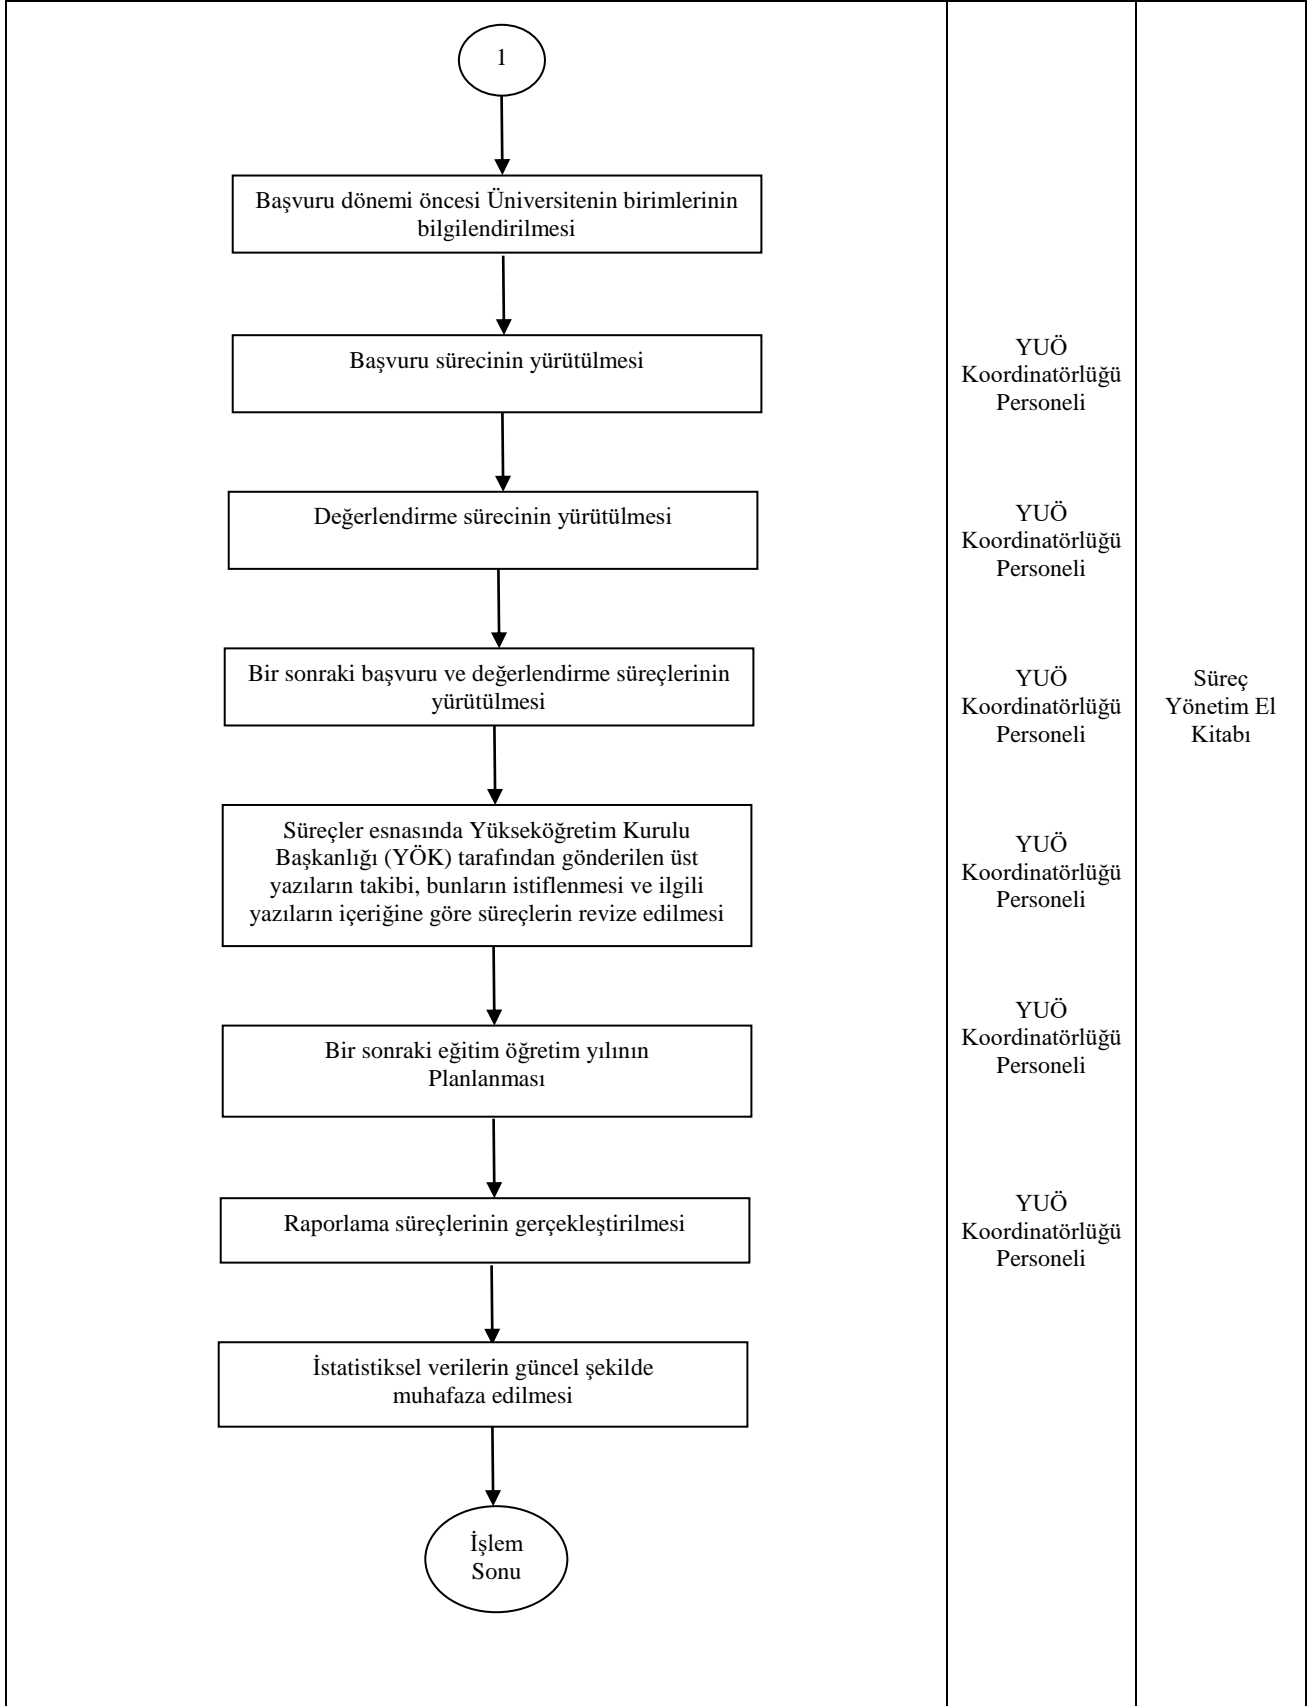 1
Başvuru dönemi öncesi Üniversitenin birimlerinin
bilgilendirilmesi
Başvuru sürecinin yürütülmesi
YUÖ
Koordinatörlüğü
Personeli
Değerlendirme sürecinin yürütülmesi
YUÖ
Koordinatörlüğü
Personeli
Bir sonraki başvuru ve değerlendirme süreçlerinin
yürütülmesi
YUÖ
Koordinatörlüğü
Personeli
Süreç
Yönetim El
Kitabı
Süreçler esnasında Yükseköğretim Kurulu
Başkanlığı (YÖK) tarafından gönderilen üst
yazıların takibi, bunların istiflenmesi ve ilgili
yazıların içeriğine göre süreçlerin revize edilmesi
YUÖ
Koordinatörlüğü
Personeli
Bir sonraki eğitim öğretim yılının
Planlanması
YUÖ
Koordinatörlüğü
Personeli
Raporlama süreçlerinin gerçekleştirilmesi
YUÖ
Koordinatörlüğü
Personeli
İstatistiksel verilerin güncel şekilde
muhafaza edilmesi
İşlem
Sonu